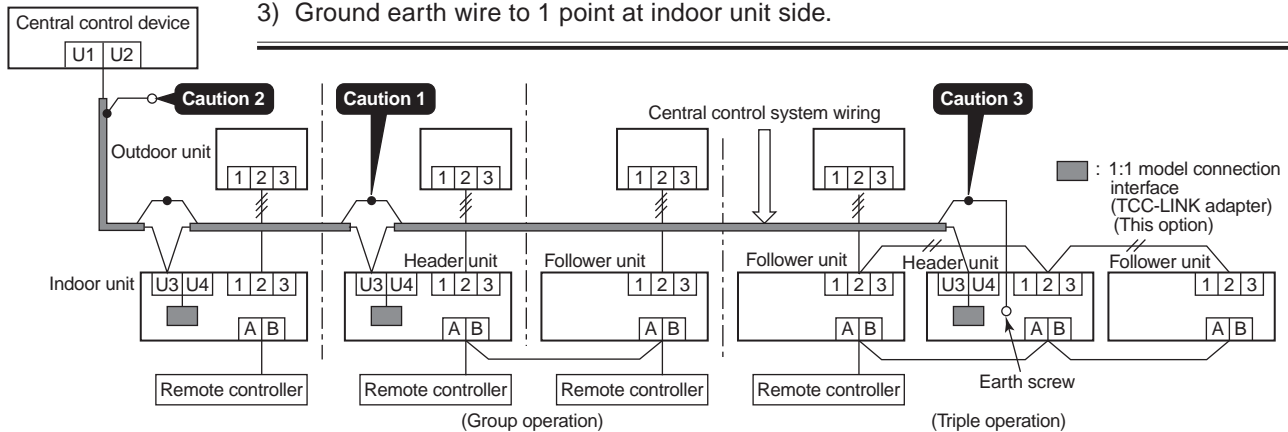 3) Ground earth wire to 1 point at indoor unit side.
Central control device
U1 U2
Caution 2
Caution 1
Caution 3
Central control system wiring
Outdoor unit
1 2 3
1 2 3
1 2 3
1 2 3
: 1:1 model connection
interface
(TCC-LINK adapter)
(This option)
Indoor unit
Header unit
Follower unit
Follower unit
Header unit
Follower unit
U3 U4 1 2 3
U3 U4 1 2 3
1 2 3
1 2 3
U3 U4 1 2 3
1 2 3
A B
A B
A B
A B
A B
A B
Remote controller
Remote controller
Remote controller
Remote controller
Earth screw
(Group operation)
(Triple operation)